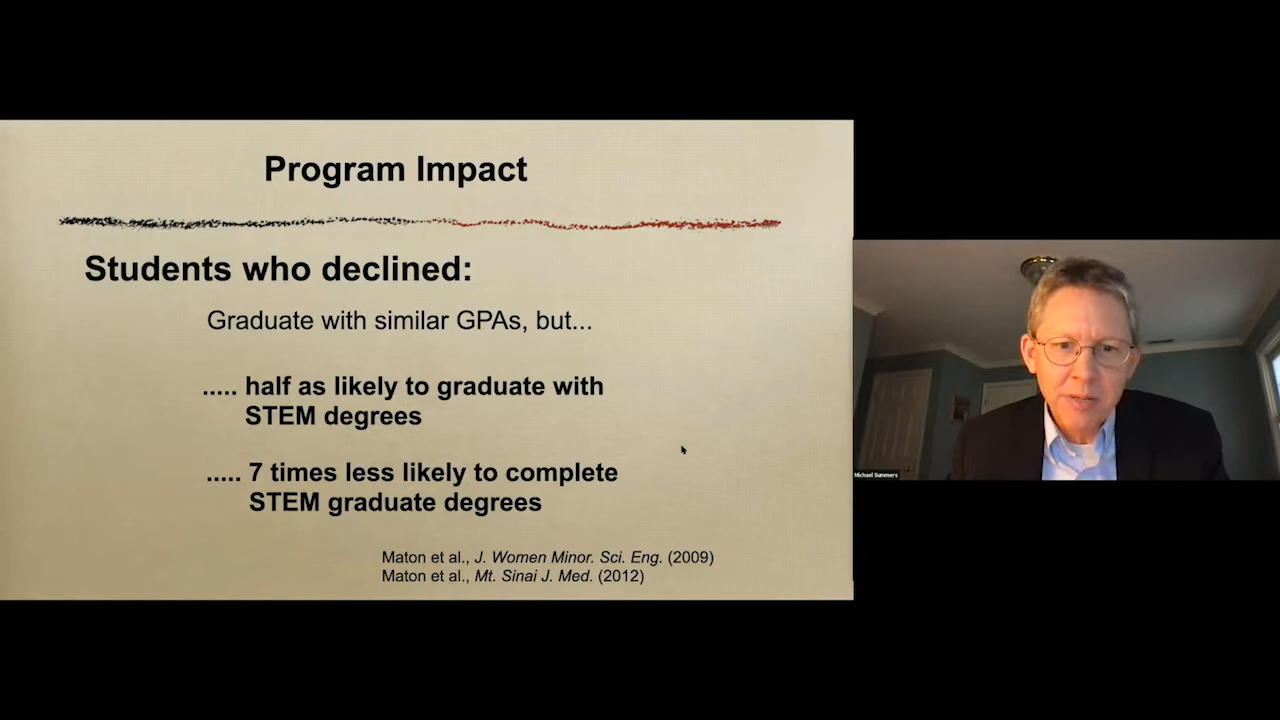 Program Impact
Students who declined:
Graduate with similar GPAs, but...
..... half as likely to graduate with
STEM degrees
..... 7 times less likely to complete
STEM graduate degrees
Maton et al., J. Women Minor. Sci. Eng. (2009)
Maton et al., Mt. Sinai J. Med. (2012)
Michael Summers